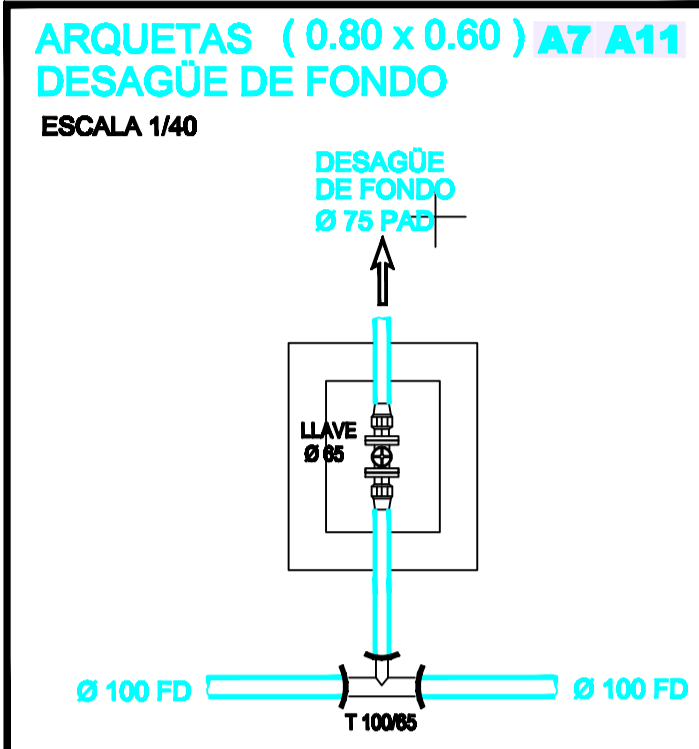 ARQUETAS ( 0.80 x 0.60 ) A7 A11
DESAGÜE DE FONDO
ESCALA 1/40
DESAGÜE
DE FONDO
Ø 75 PAD
LLAVE
Ø 65
Ø 100 FD
Ø 100 FD
T 100/65